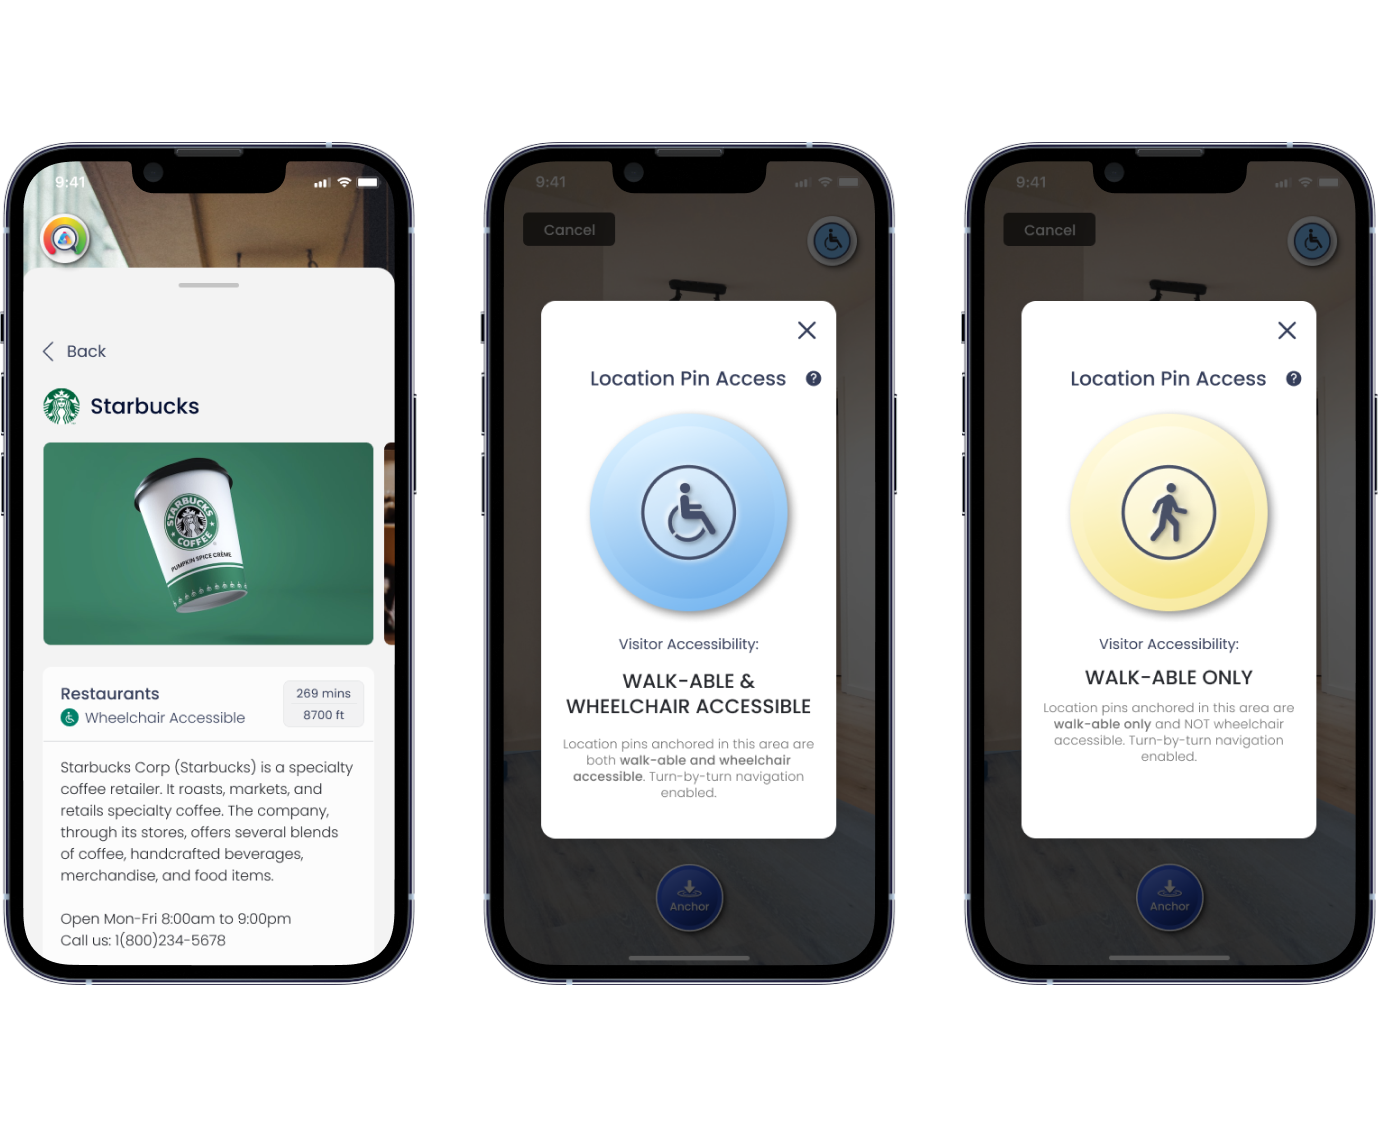 9:41
Back
Starbucks
STARBUCKS
COFFEE
PUMPKIN SPICE CRÈME
Restaurants
Wheelchair Accessible
269 mins
8700 ft
Starbucks Corp (Starbucks) is a specialty
coffee retailer. It roasts, markets, and
retails specialty coffee. The company,
through its stores, offers several blends
of coffee, handcrafted beverages,
merchandise, and food items.
Open Mon-Fri 8:00am to 9:00pm
Call us: 1(800)234-5678
9:41
Cancel
Location Pin Access ?
Visitor Accessibility:
WALK-ABLE &
WHEELCHAIR ACCESSIBLE
Location pins anchored in this area are
both walk-able and wheelchair
accessible. Turn-by-turn navigation
enabled.
Anchor
9:41
Cancel
Location Pin Access ?
Visitor Accessibility:
WALK-ABLE ONLY
Location pins anchored in this area are
walk-able only and NOT wheelchair
accessible. Turn-by-turn navigation
enabled.
Anchor